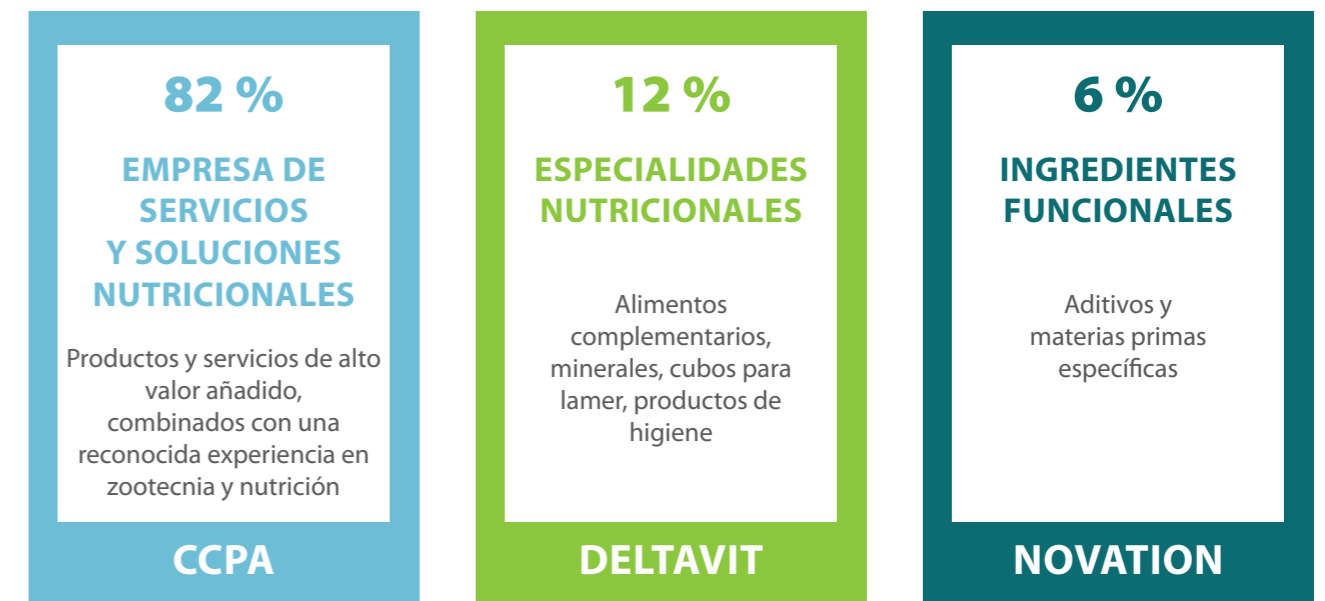 82 %
EMPRESA DE
SERVICIOS
Y SOLUCIONES
NUTRICIONALES
Productos y servicios de alto
valor añadido,
combinados con una
reconocida experiencia en
zootecnia y nutrición
CCPA
12 %
ESPECIALIDADES
NUTRICIONALES
Alimentos
complementarios,
minerales, cubos para
lamer, productos de
higiene
DELTAVIT
6 %
INGREDIENTES
FUNCIONALES
Aditivos y
materias primas
específicas
NOVATION